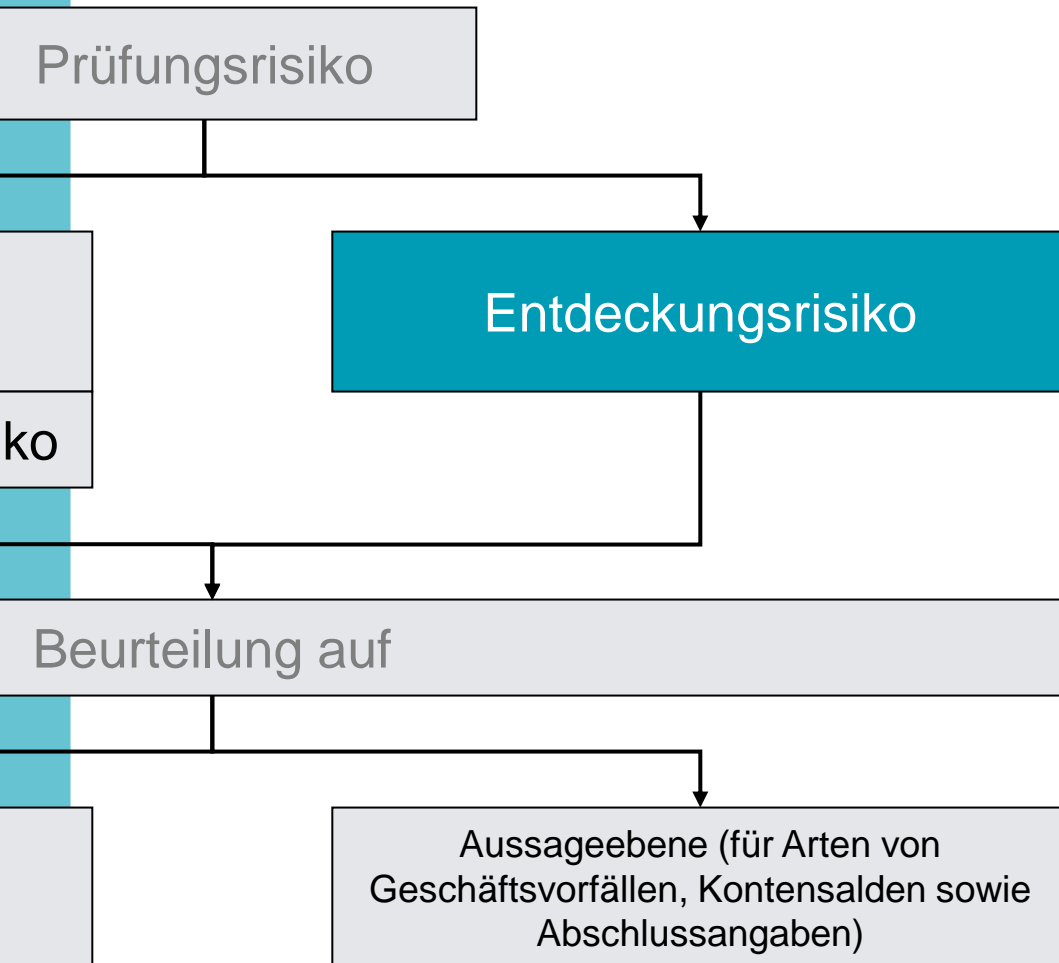 Prüfungsrisiko
Entdeckungsrisiko
ko
Beurteilung auf
Aussageebene (für Arten von
Geschäftsvorfällen, Kontensalden sowie
Abschlussangaben)